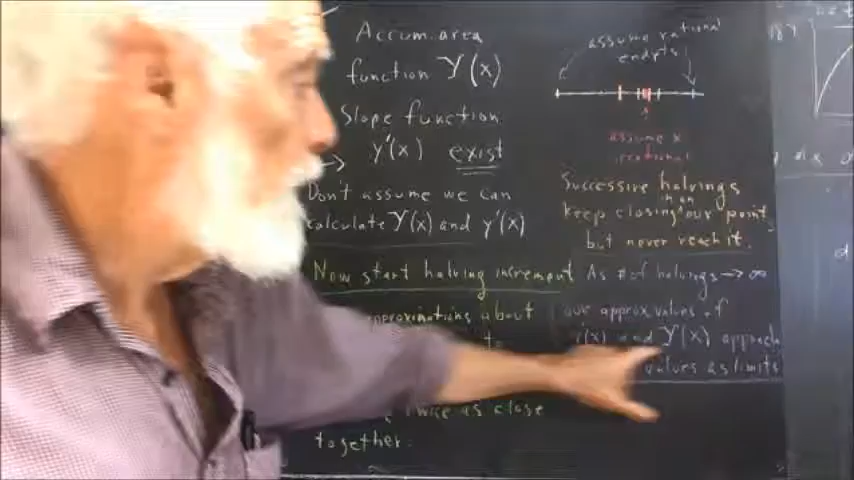 Accum. area
function Y(x)
Slope function
y'(x) exist
Don't assume we can
calculate Y(x) and y'(x)
Now start halving increment
approximations about
twice as close
together.
assume rational
endpts
assume x
irrational
Successive halvings
in on
keep closing our point,
but never reach it.
As # of halvings → ∞
our approx. values of
y'(x) and Y(x) approach
values as limits
dx